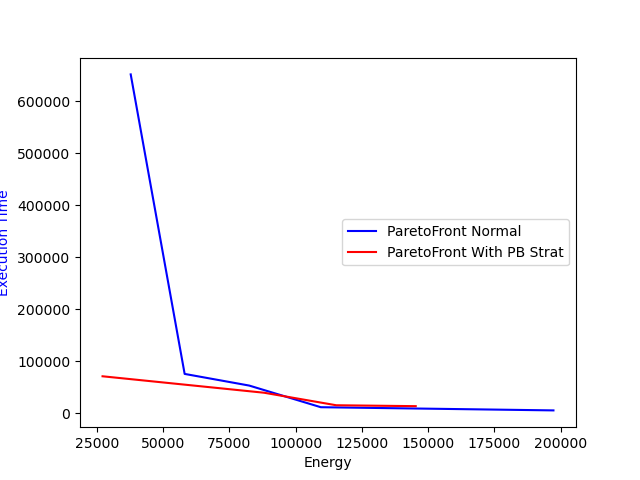 600000
500000
400000
300000
200000
100000
0
Execution Time
ParetoFront Normal
ParetoFront With PB Strat
25000 50000 75000 100000 125000 150000 175000 200000
Energy